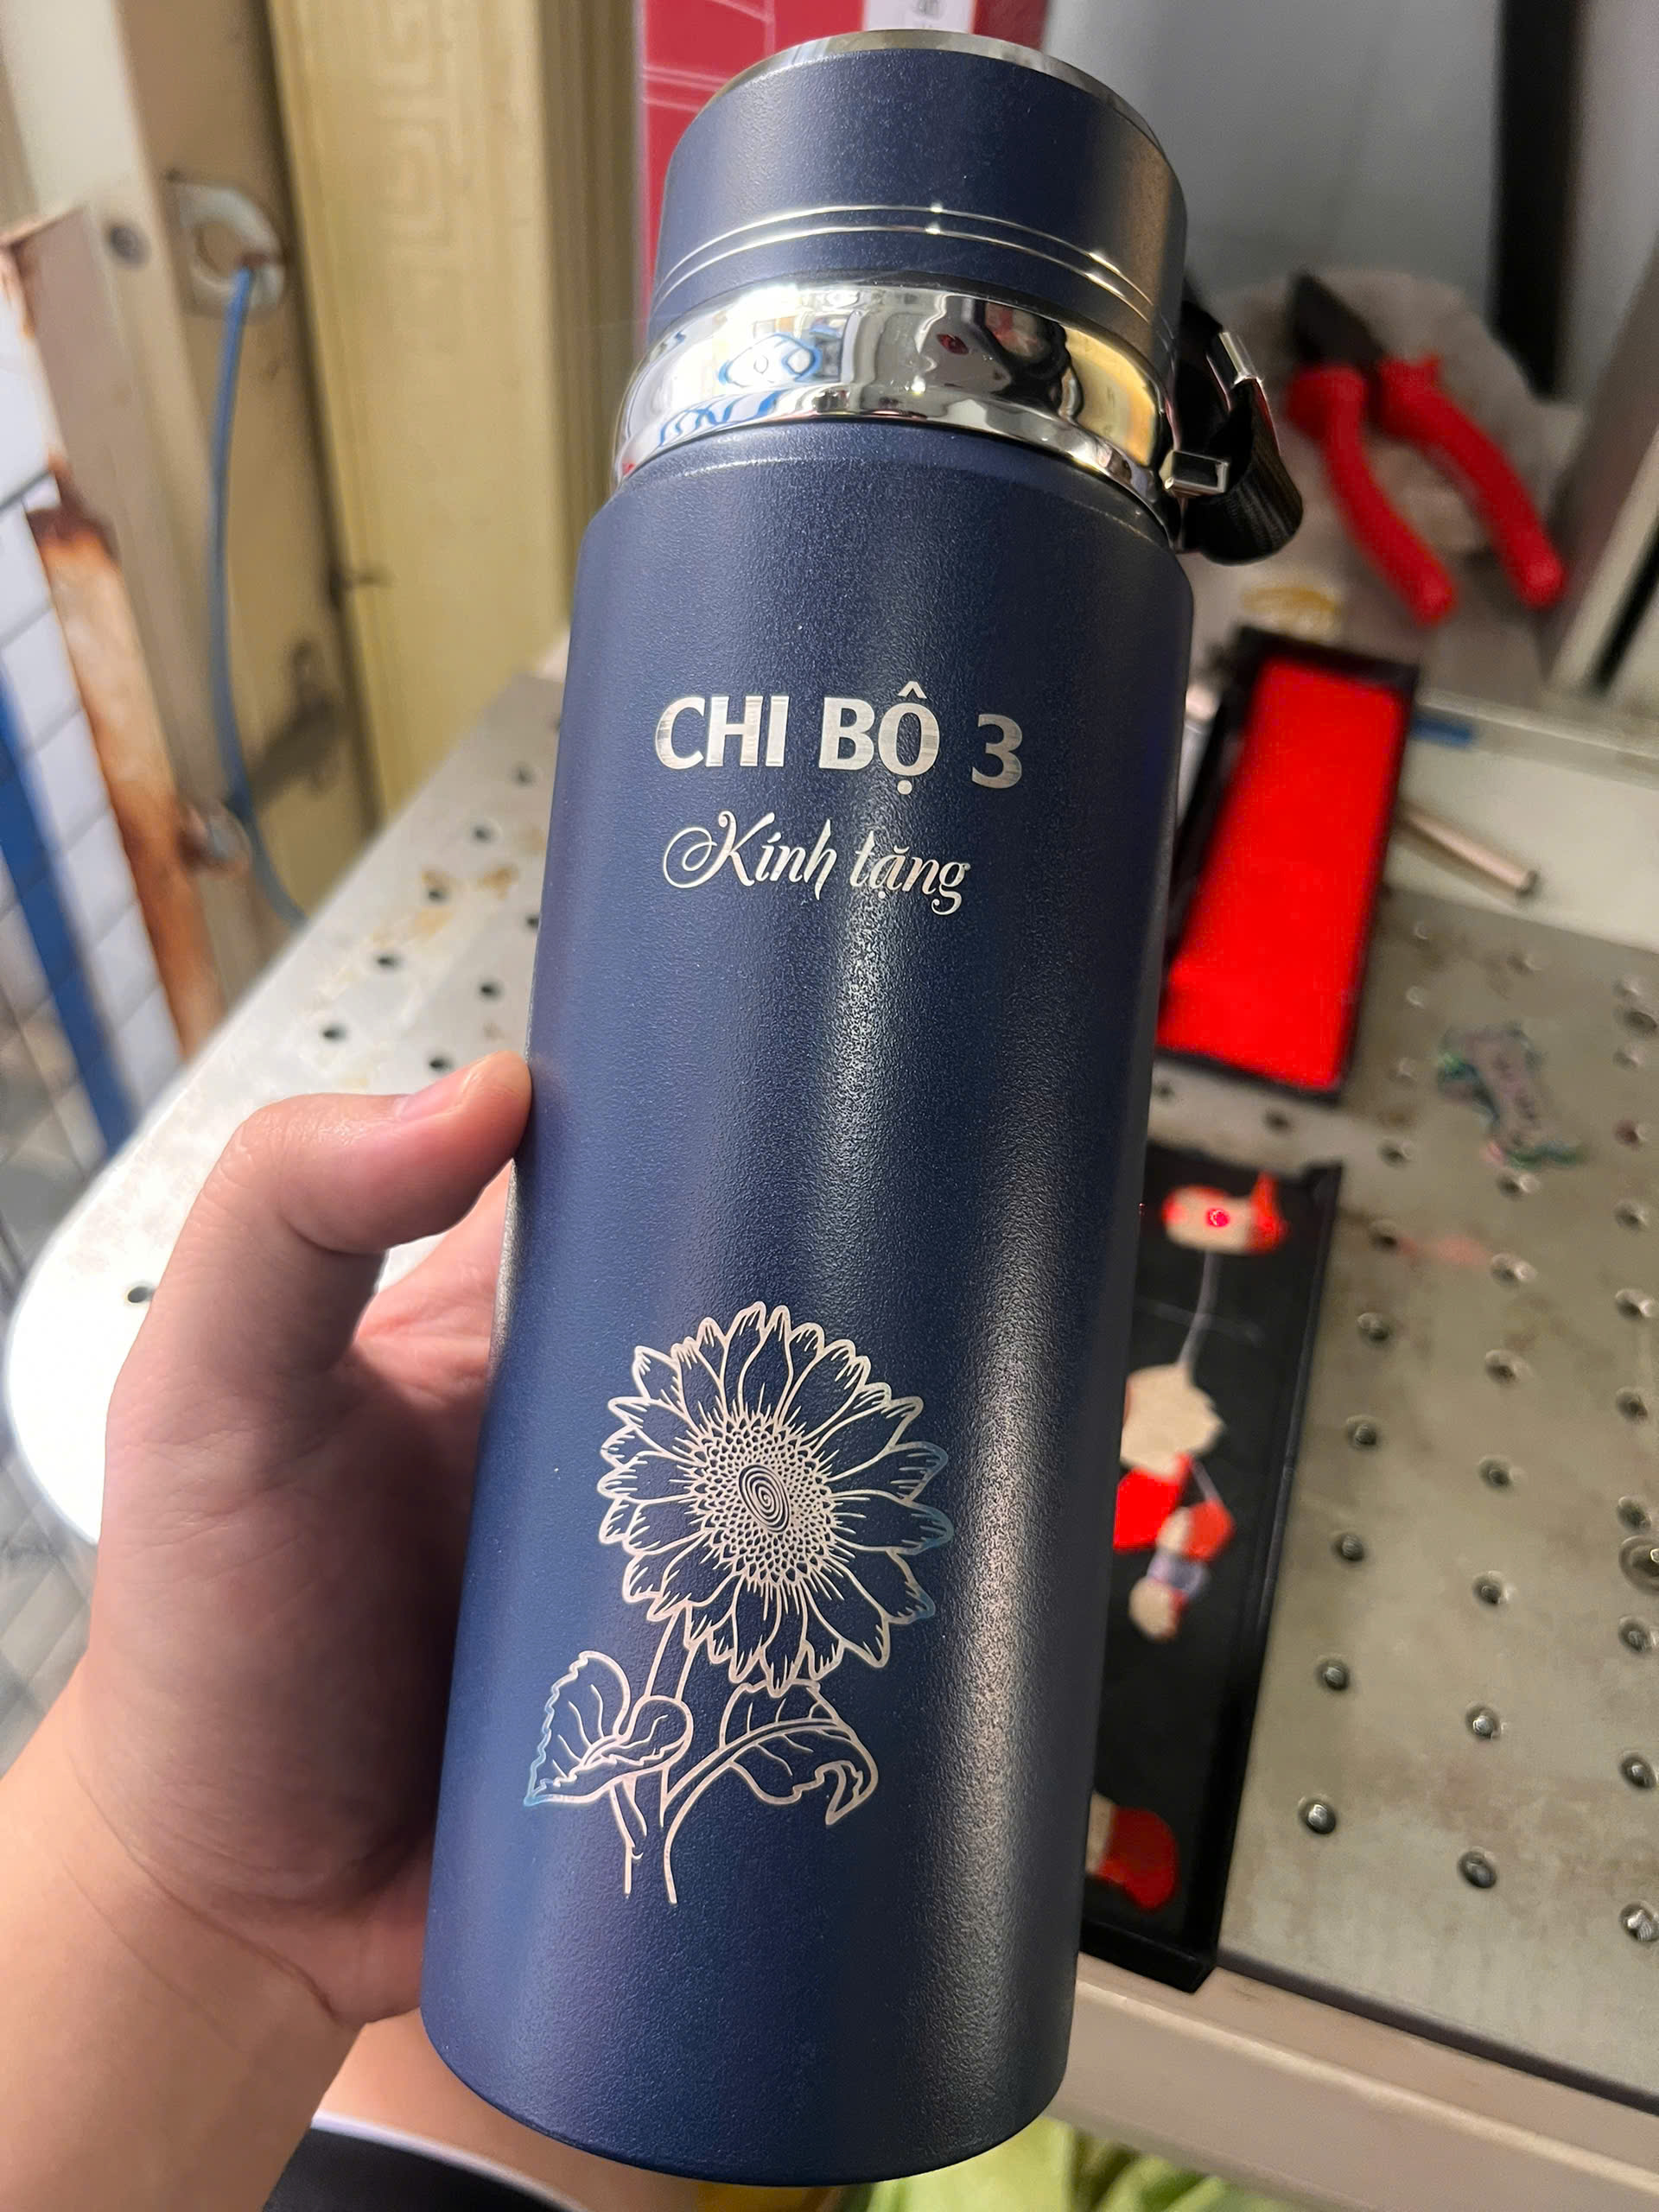 CHI BỘ 3
Kính tặng